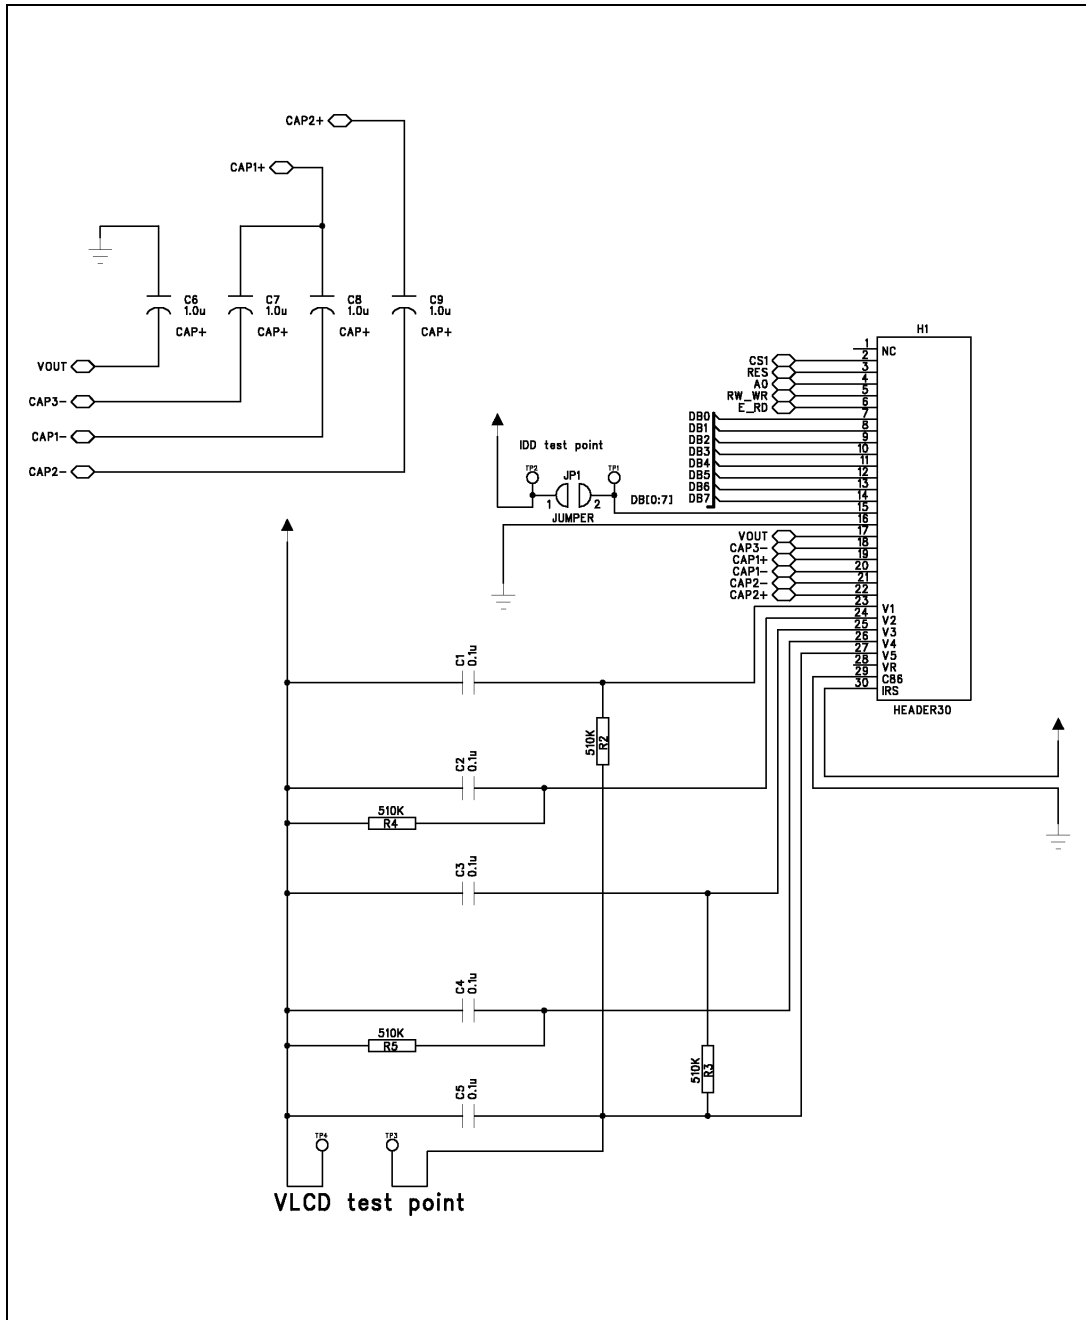 CAP2+
CAP1+
C6
1.0u
CAP+
C7
1.0u
CAP+
C8
1.0u
CAP+
C9
1.0u
CAP+
VOUT
CAP3-
CAP1-
CAP2-
H1
1
NC
CS1
2
RES
3
A0
4
RW_WR
5
E_RD
6
DB0
7
DB1
8
DB2
9
DB3
10
DB4
11
DB5
12
DB6
13
DB7
14
DB[0:7]
15
16
IDD test point
TP2
JP1
TP1
1
2
JUMPER
VOUT
17
CAP3-
18
CAP1+
19
CAP1-
20
CAP2-
21
CAP2+
22
23
V1
24
V2
25
V3
26
V4
27
V5
28
VR
29
C86
30
IRS
HEADER30
C1
0.1u
510K
R2
C2
0.1u
510K
R4
C3
0.1u
C4
0.1u
510K
R5
510K
R3
C5
0.1u
TP4
TP3
VLCD test point